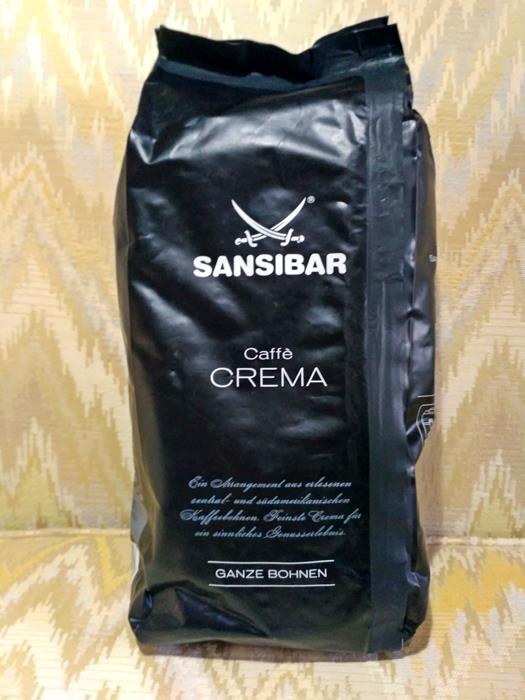 ®
SANSIBAR
Caffè
CREMA
Ein Arrangement aus erlesenen
zentral- und südamerikanischen
Kaffeebohnen. Feinste Crema für
ein sinnliches Genusserlebnis.
GANZE BOHNEN